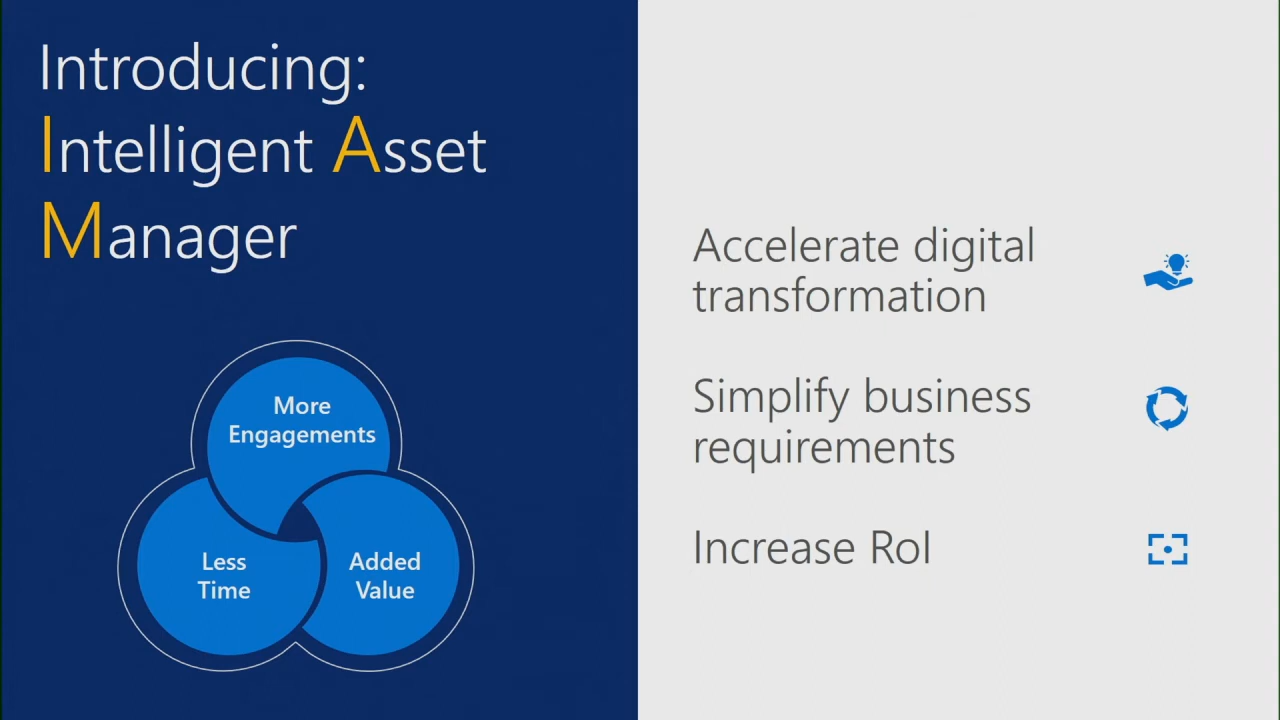 Introducing:
Intelligent Asset
Manager
More
Engagements
Less
Time
Added
Value
Accelerate digital
transformation
Simplify business
requirements
Increase RoI